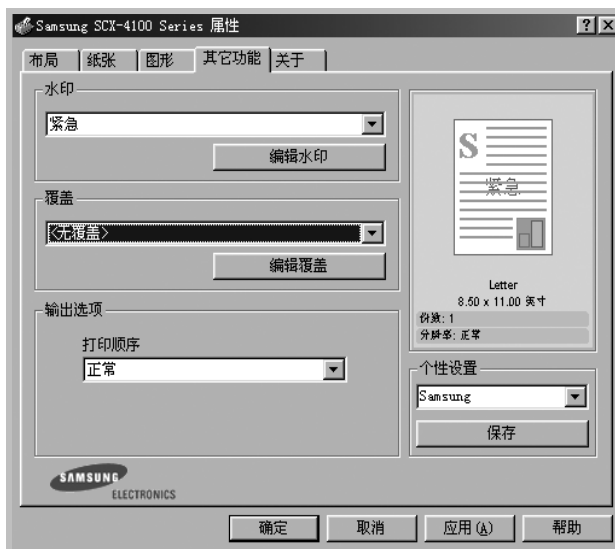 Samsung SCX-4100 Series 属性
布局 纸张 图形 其它功能 关于
水印
紧急
编辑水印
覆盖
<无覆盖>
编辑覆盖
输出选项
打印顺序
正常
SAMSUNG
ELECTRONICS
S
紧急
Letter
8.50 x 11.00 英寸
份数: 1
分辨率: 正常
个性设置
Samsung
保存
确定 取消 应用(A) 帮助